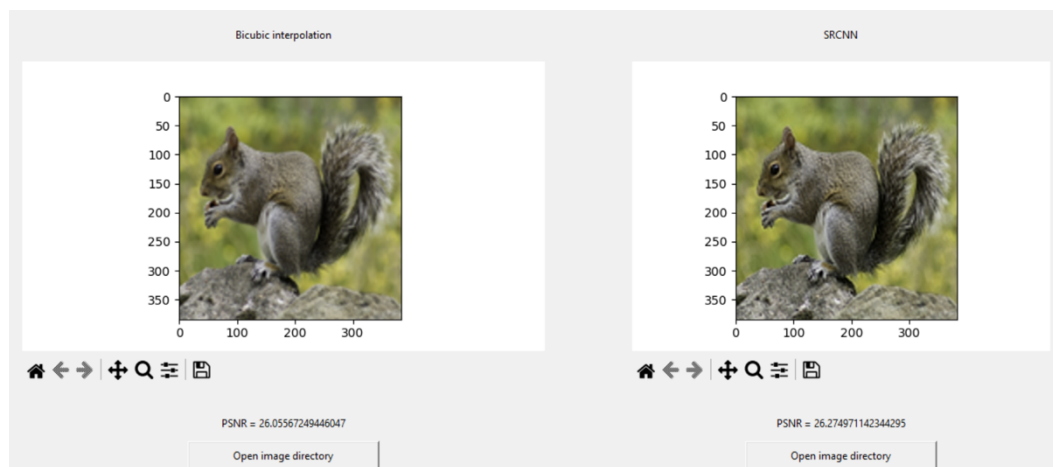 Bicubic interpolation
0
50
100
150
200
250
300
350
0 100 200 300
PSNR = 26.05567249446047
Open image directory
SRCNN
0
50
100
150
200
250
300
350
0 100 200 300
PSNR = 26.274971142344295
Open image directory